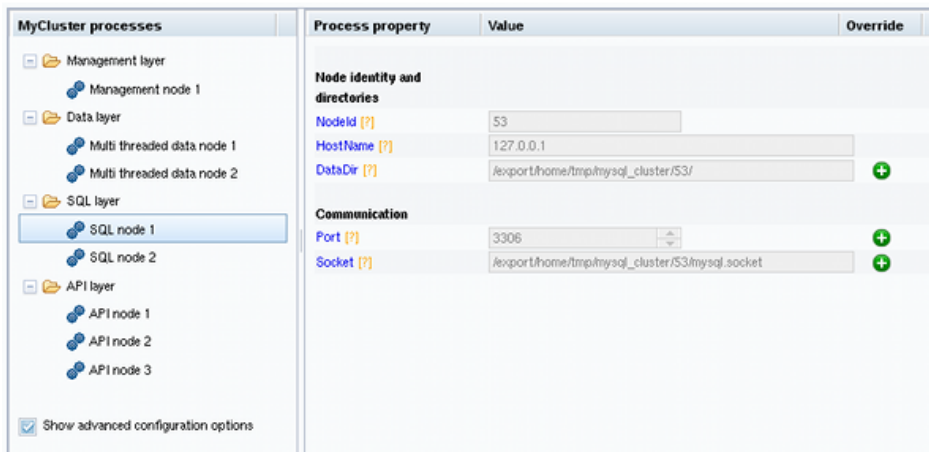 MyCluster processes
Management layer
Management node 1
Data layer
Multi threaded data node 1
Multi threaded data node 2
SQL layer
SQL node 1
SQL node 2
API layer
API node 1
API node 2
API node 3
Show advanced configuration options
Process property Value Override
Node identity and
directories
NodeId [?] 53
HostName [?] 127.0.0.1
DataDir [?] /export/home/tmp/mysql_cluster/53/
Communication
Port [?] 3306
Socket [?] /export/home/tmp/mysql_cluster/53/mysql.socket